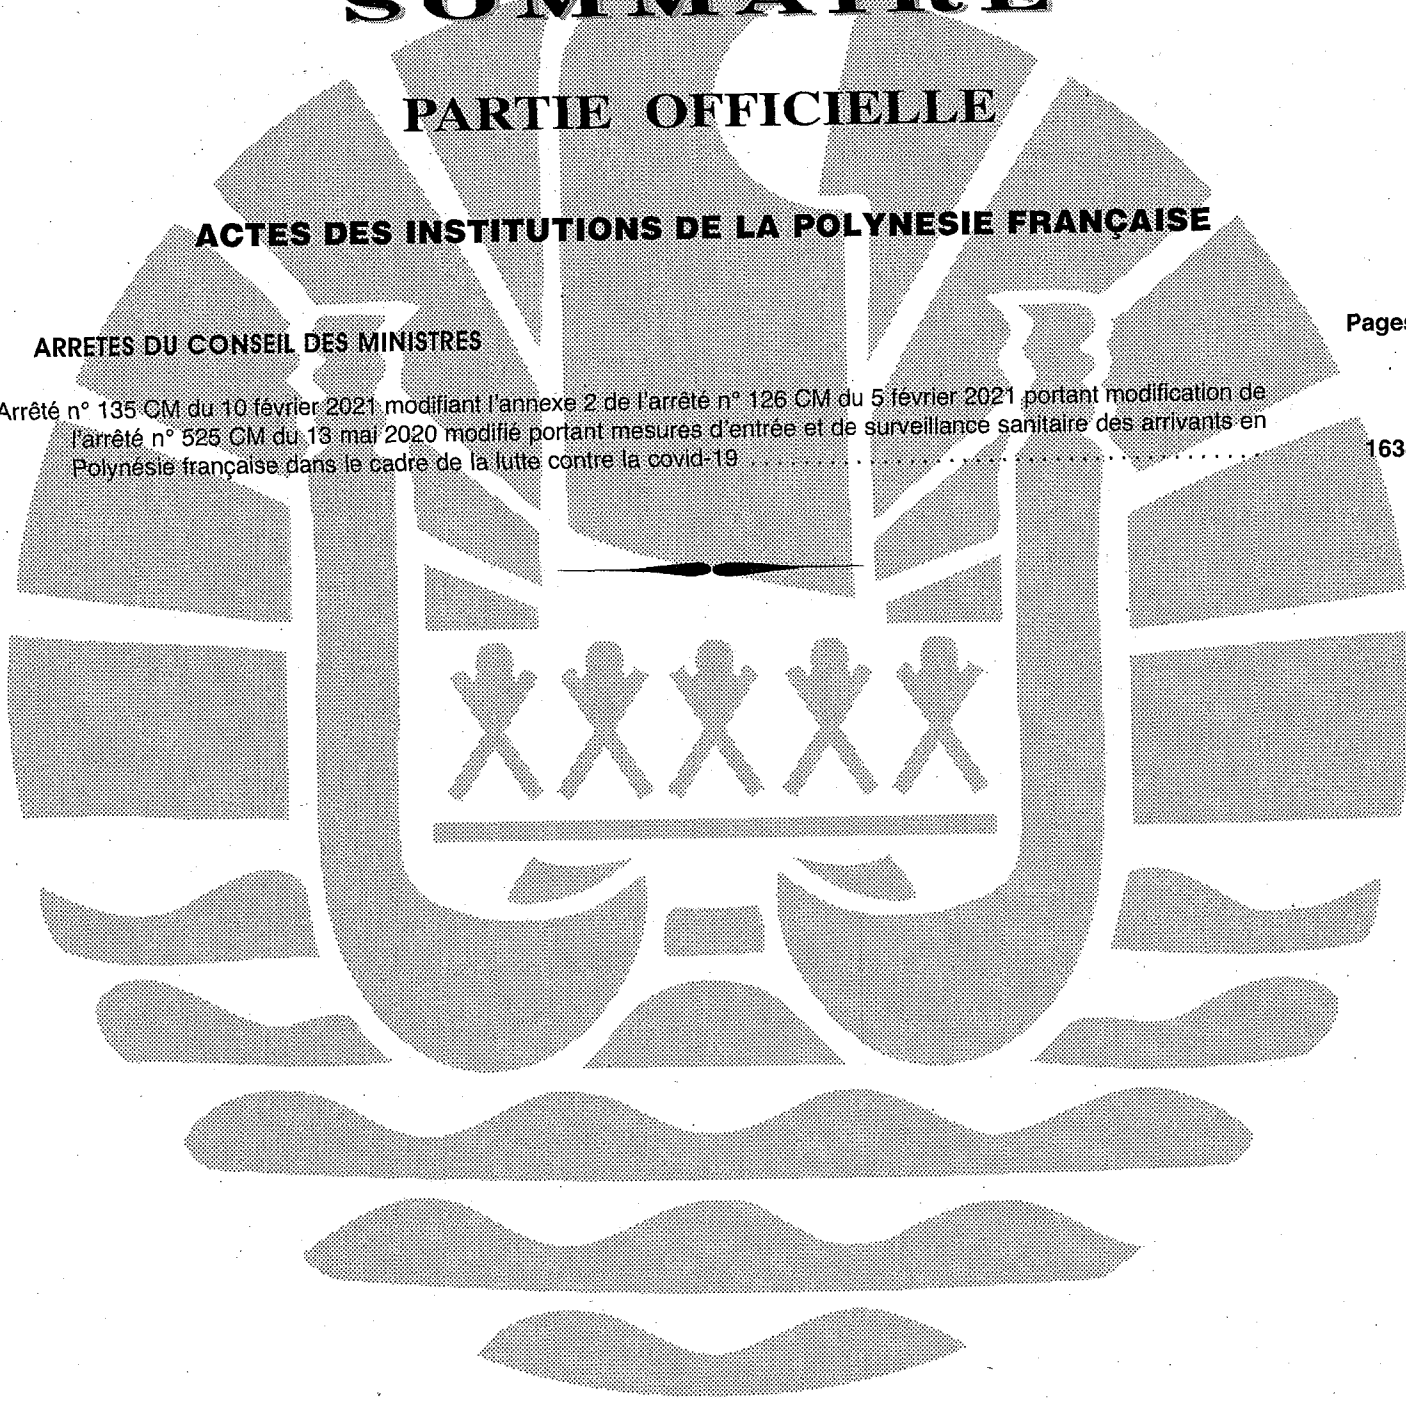 SOMMAIRE
PARTIE OFFICIELLE
ACTES DES INSTITUTIONS DE LA POLYNESIE FRANÇAISE
Pages
ARRETES DU CONSEIL DES MINISTRES
Arrêté n° 135 CM du 10 février 2021 modifiant l'annexe 2 de l'arrêté n° 126 CM du 5 février 2021 portant modification de
l'arrêté n° 525 CM du 13 mai 2020 modifié portant mesures d'entrée et de surveillance sanitaire des arrivants en
Polynésie française dans le cadre de la lutte contre la covid-19 . . . . . . . . . . . . . . . . . . . . . . . . . . . . . . . . . . . . . . . 163